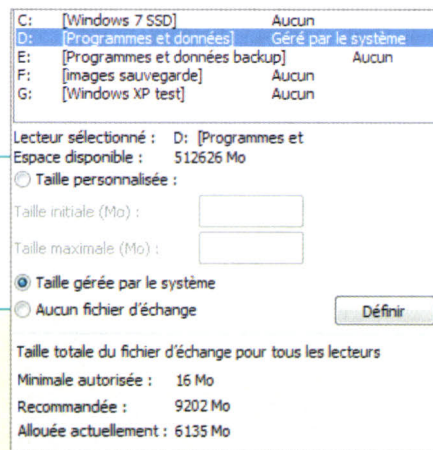 C: [Windows 7 SSD] Aucun
D: [Programmes et données] Géré par le système
E: [Programmes et données backup] Aucun
F: [images sauvegarde] Aucun
G: [Windows XP test] Aucun
Lecteur sélectionné : D: [Programmes et
Espace disponible : 512626 Mo
Taille personnalisée :
Taille initiale (Mo) :
Taille maximale (Mo) :
Taille gérée par le système
Aucun fichier d'échange Définir
Taille totale du fichier d'échange pour tous les lecteurs
Minimale autorisée : 16 Mo
Recommandée : 9202 Mo
Allouée actuellement : 6135 Mo